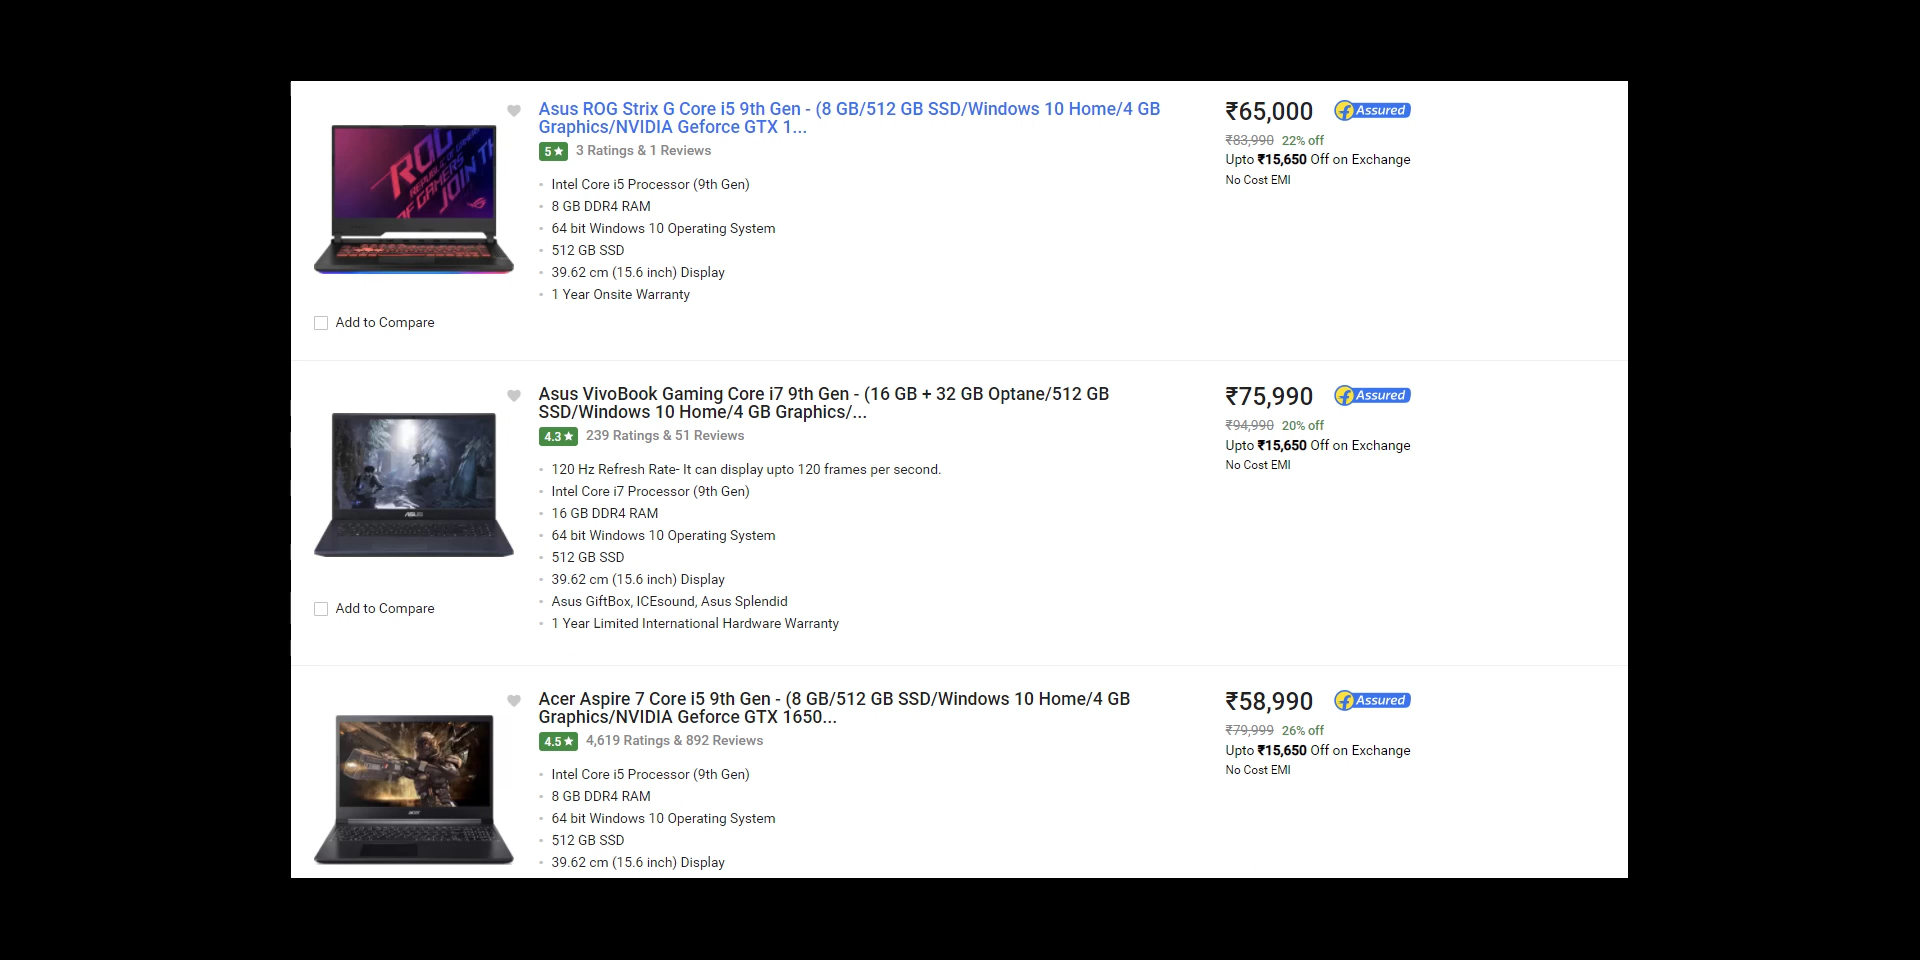 Asus ROG Strix G Core i5 9th Gen - (8 GB/512 GB SSD/Windows 10 Home/4 GB
Graphics/NVIDIA Geforce GTX 1...
5★ 3 Ratings & 1 Reviews
Intel Core i5 Processor (9th Gen)
8 GB DDR4 RAM
64 bit Windows 10 Operating System
512 GB SSD
39.62 cm (15.6 inch) Display
1 Year Onsite Warranty
ROG
REPUBLIC OF GAMERS
JOIN TH
OF GAMERS
Add to Compare
₹65,000 Assured
₹83,990 22% off
Upto ₹15,650 Off on Exchange
No Cost EMI
Asus VivoBook Gaming Core i7 9th Gen - (16 GB + 32 GB Optane/512 GB
SSD/Windows 10 Home/4 GB Graphics/...
4.3★ 239 Ratings & 51 Reviews
120 Hz Refresh Rate- It can display upto 120 frames per second.
Intel Core i7 Processor (9th Gen)
16 GB DDR4 RAM
64 bit Windows 10 Operating System
512 GB SSD
39.62 cm (15.6 inch) Display
Asus GiftBox, ICEsound, Asus Splendid
1 Year Limited International Hardware Warranty
ASUS
Add to Compare
₹75,990 Assured
₹94,990 20% off
Upto ₹15,650 Off on Exchange
No Cost EMI
Acer Aspire 7 Core i5 9th Gen - (8 GB/512 GB SSD/Windows 10 Home/4 GB
Graphics/NVIDIA Geforce GTX 1650...
4.5★ 4,619 Ratings & 892 Reviews
Intel Core i5 Processor (9th Gen)
8 GB DDR4 RAM
64 bit Windows 10 Operating System
512 GB SSD
39.62 cm (15.6 inch) Display
acer
₹58,990 Assured
₹79,999 26% off
Upto ₹15,650 Off on Exchange
No Cost EMI